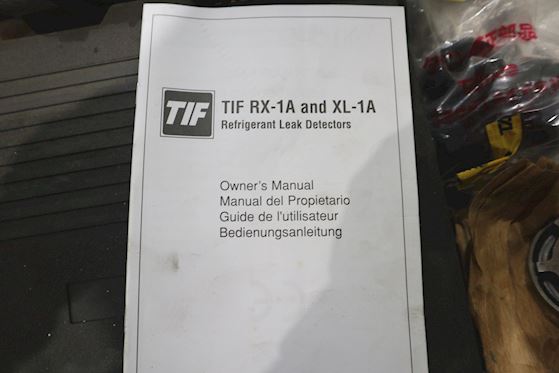 TIF
TIF RX-1A and XL-1A
Refrigerant Leak Detectors
Owner's Manual
Manual del Propietario
Guide de l'utilisateur
Bedienungsanleitung